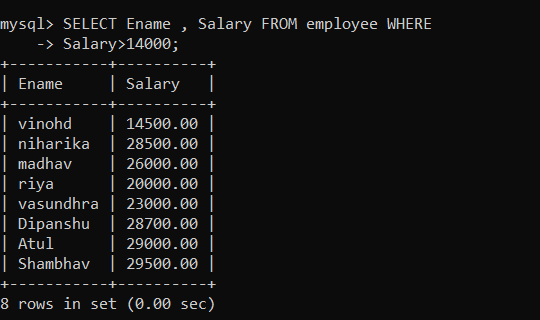 mysql> SELECT Ename , Salary FROM employee WHERE
    -> Salary>14000;
+-----------+----------+
| Ename     | Salary   |
+-----------+----------+
| vinohd    | 14500.00 |
| niharika  | 28500.00 |
| madhav    | 26000.00 |
| riya      | 20000.00 |
| vasundhra | 23000.00 |
| Dipanshu  | 28700.00 |
| Atul      | 29000.00 |
| Shambhav  | 29500.00 |
+-----------+----------+
8 rows in set (0.00 sec)